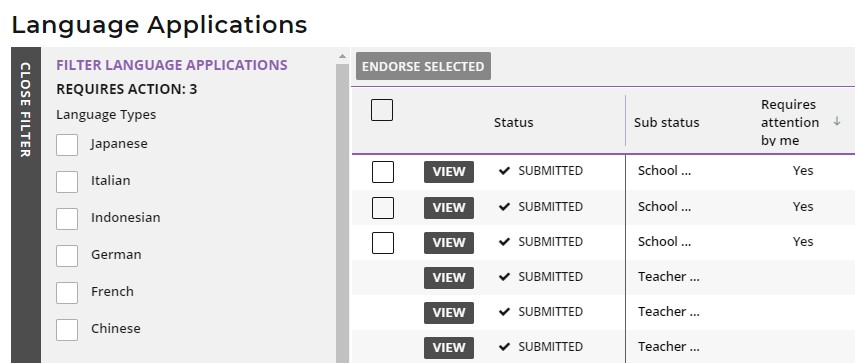 Language Applications
CLOSE FILTER
FILTER LANGUAGE APPLICATIONS
REQUIRES ACTION: 3
Language Types
Japanese
Italian
Indonesian
German
French
Chinese
ENDORSE SELECTED
Status Sub status Requires attention by me ↓
VIEW ✔ SUBMITTED School ... Yes
VIEW ✔ SUBMITTED School ... Yes
VIEW ✔ SUBMITTED School ... Yes
VIEW ✔ SUBMITTED Teacher ...
VIEW ✔ SUBMITTED Teacher ...
VIEW ✔ SUBMITTED Teacher ...